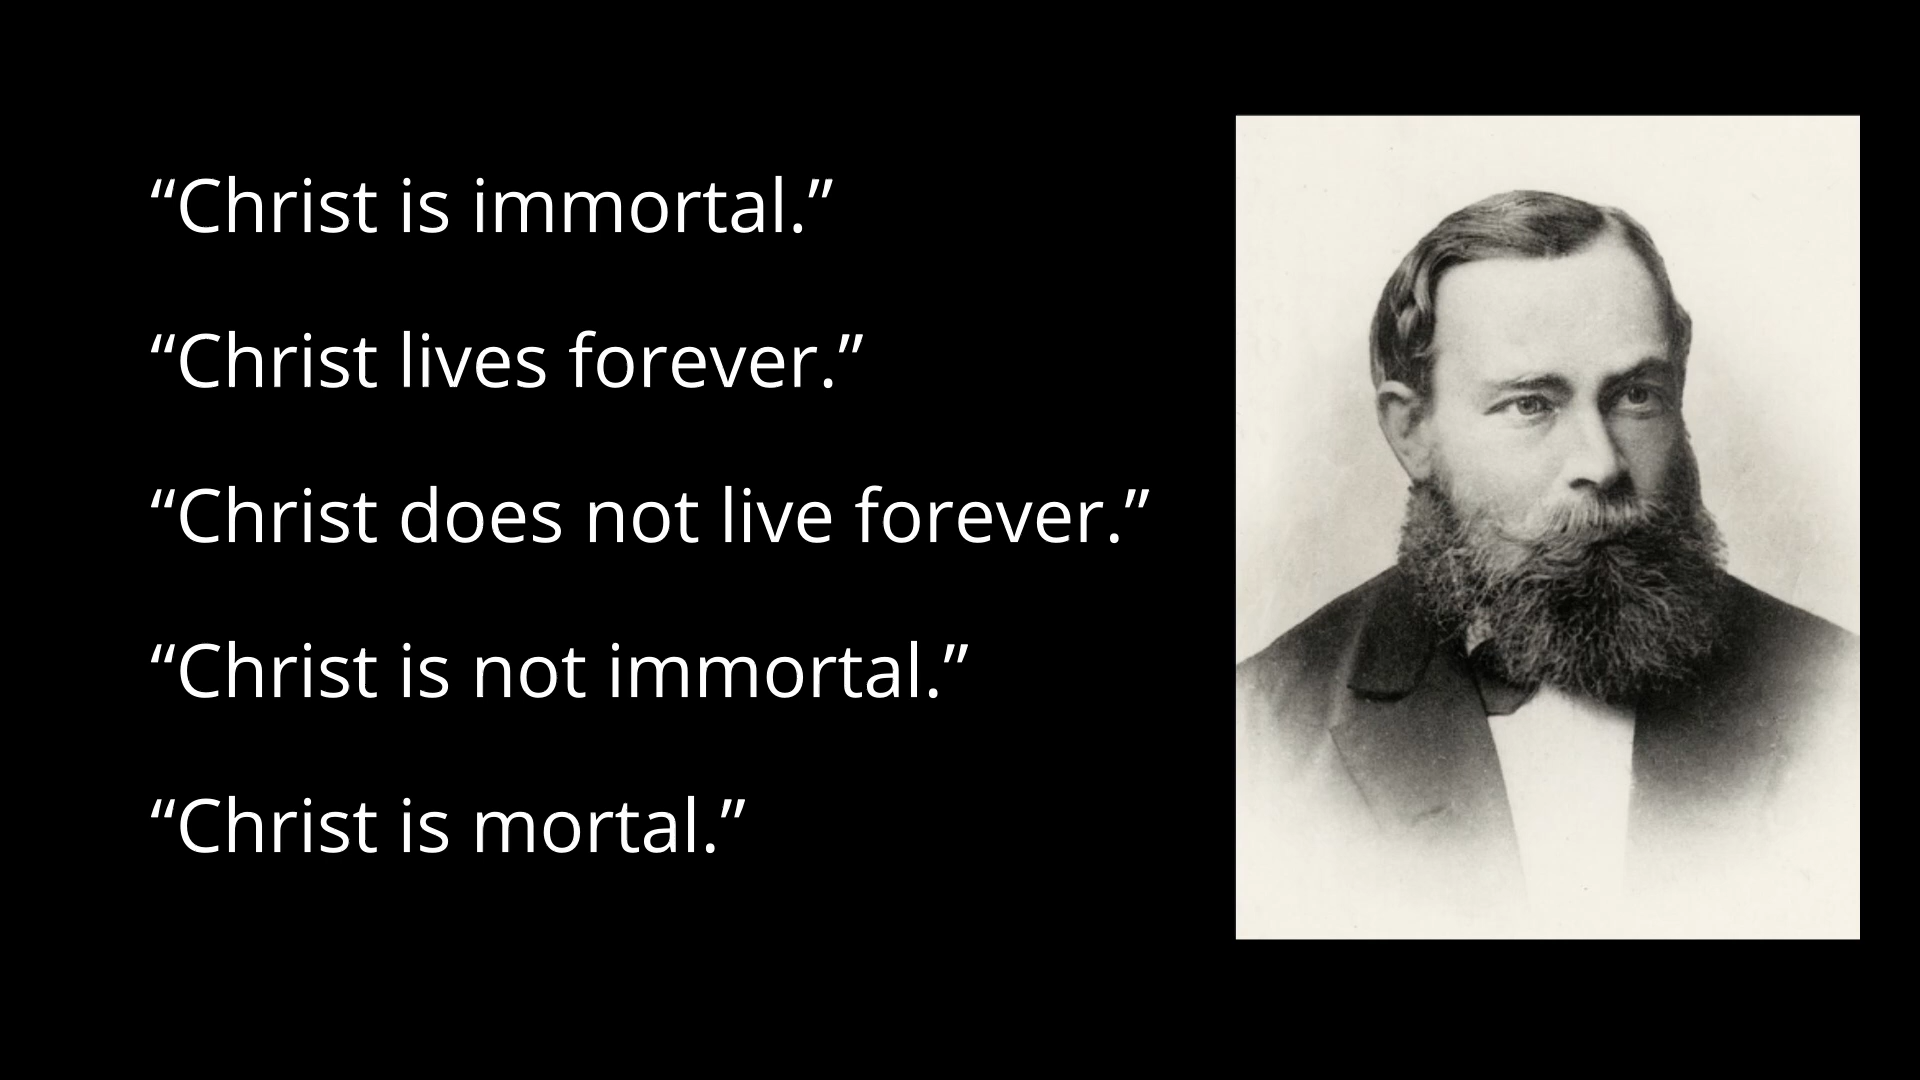 “Christ is immortal.”
“Christ lives forever.”
“Christ does not live forever.”
“Christ is not immortal.”
“Christ is mortal.”